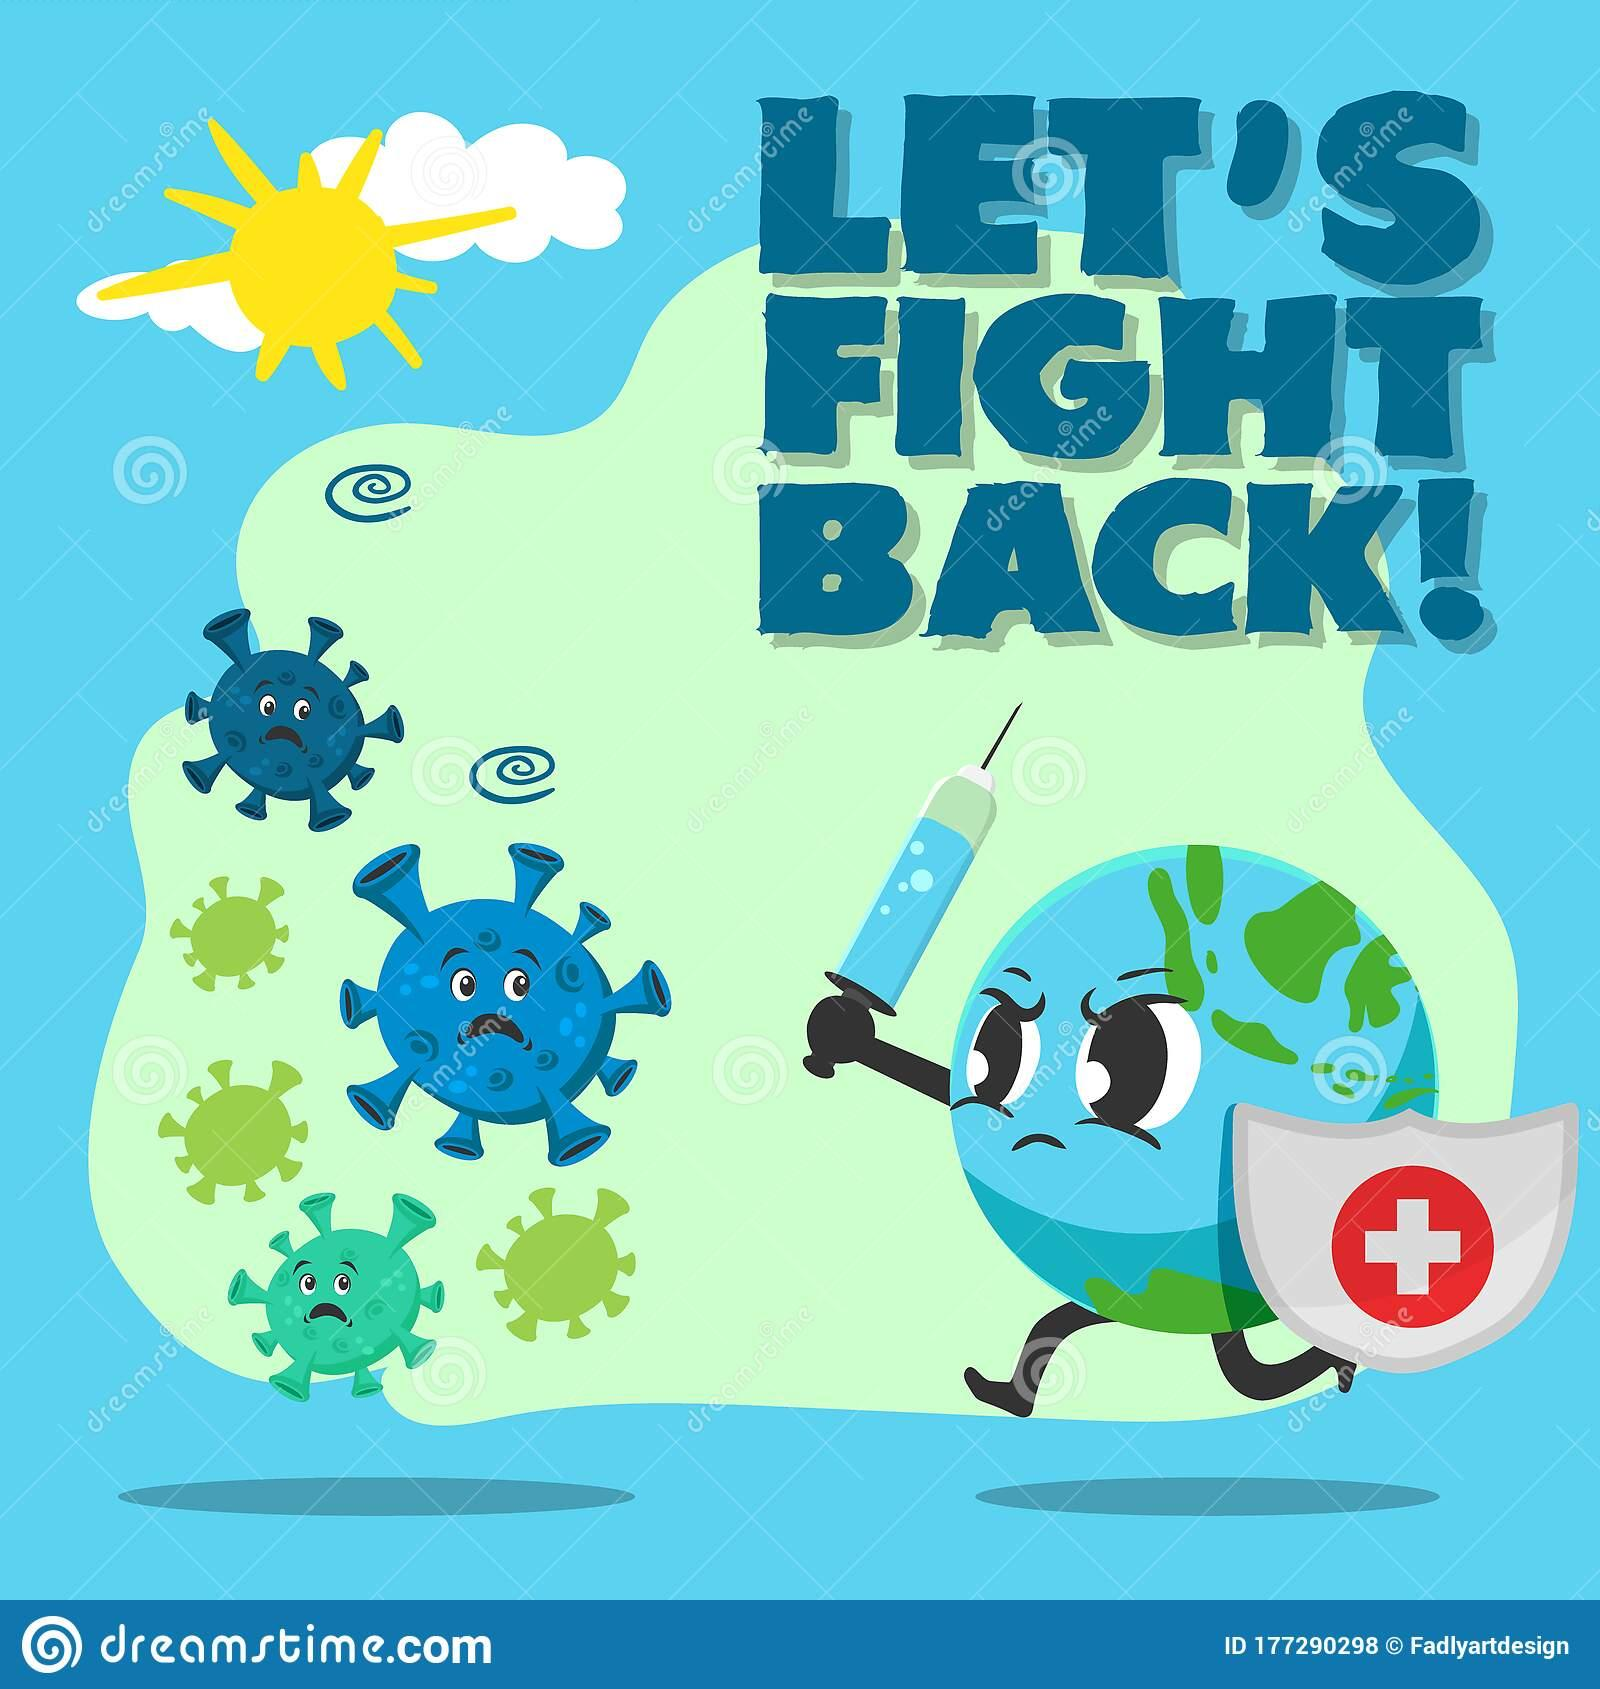 LET'S
FIGHT
BACK!
dreamstime.com
ID 177290298 © Fadlyartdesign